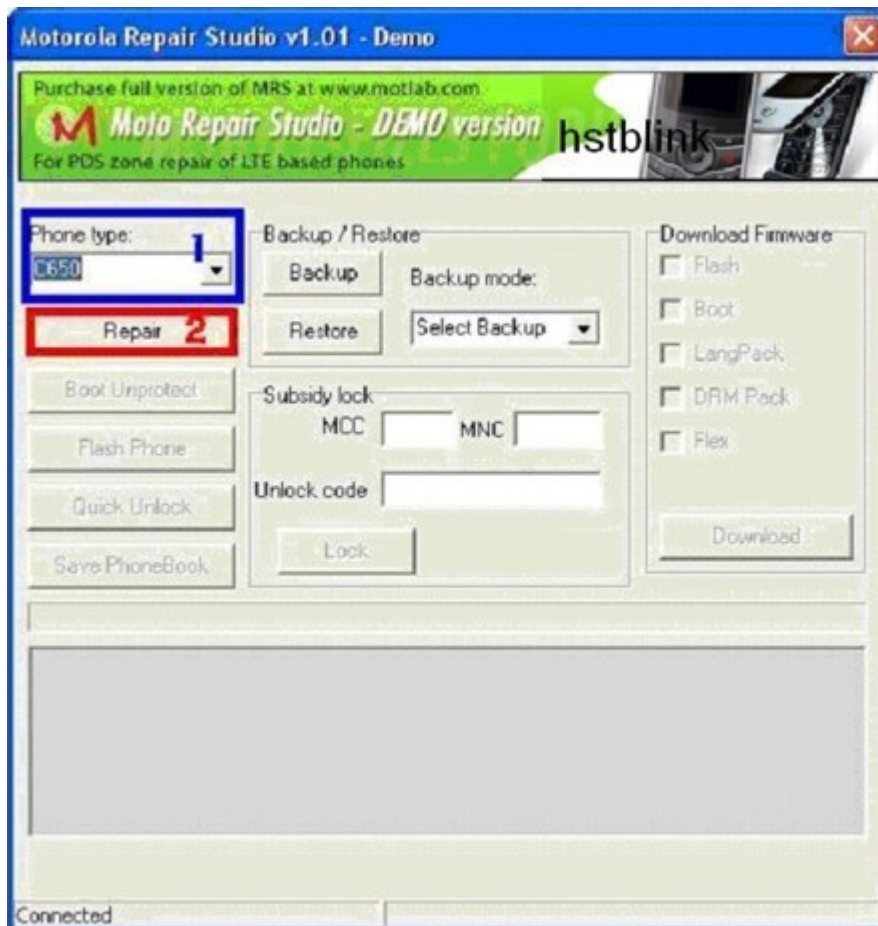 Motorola Repair Studio v1.01 - Demo
Purchase full version of MRS at www.motlab.com
Moto Repair Studio - DEMO version
hstblink
For PDS zone repair of LTE based phones
Phone type:
1
C650
Repair 2
Boot Unprotect
Flash Phone
Quick Unlock
Save PhoneBook
Backup / Restore
Backup
Backup mode:
Restore
Select Backup
Subsidy lock
MCC
MNC
Unlock code
Lock
Download Firmware
Flash
Boot
LangPack
DRM Pack
Flex
Download
Connected